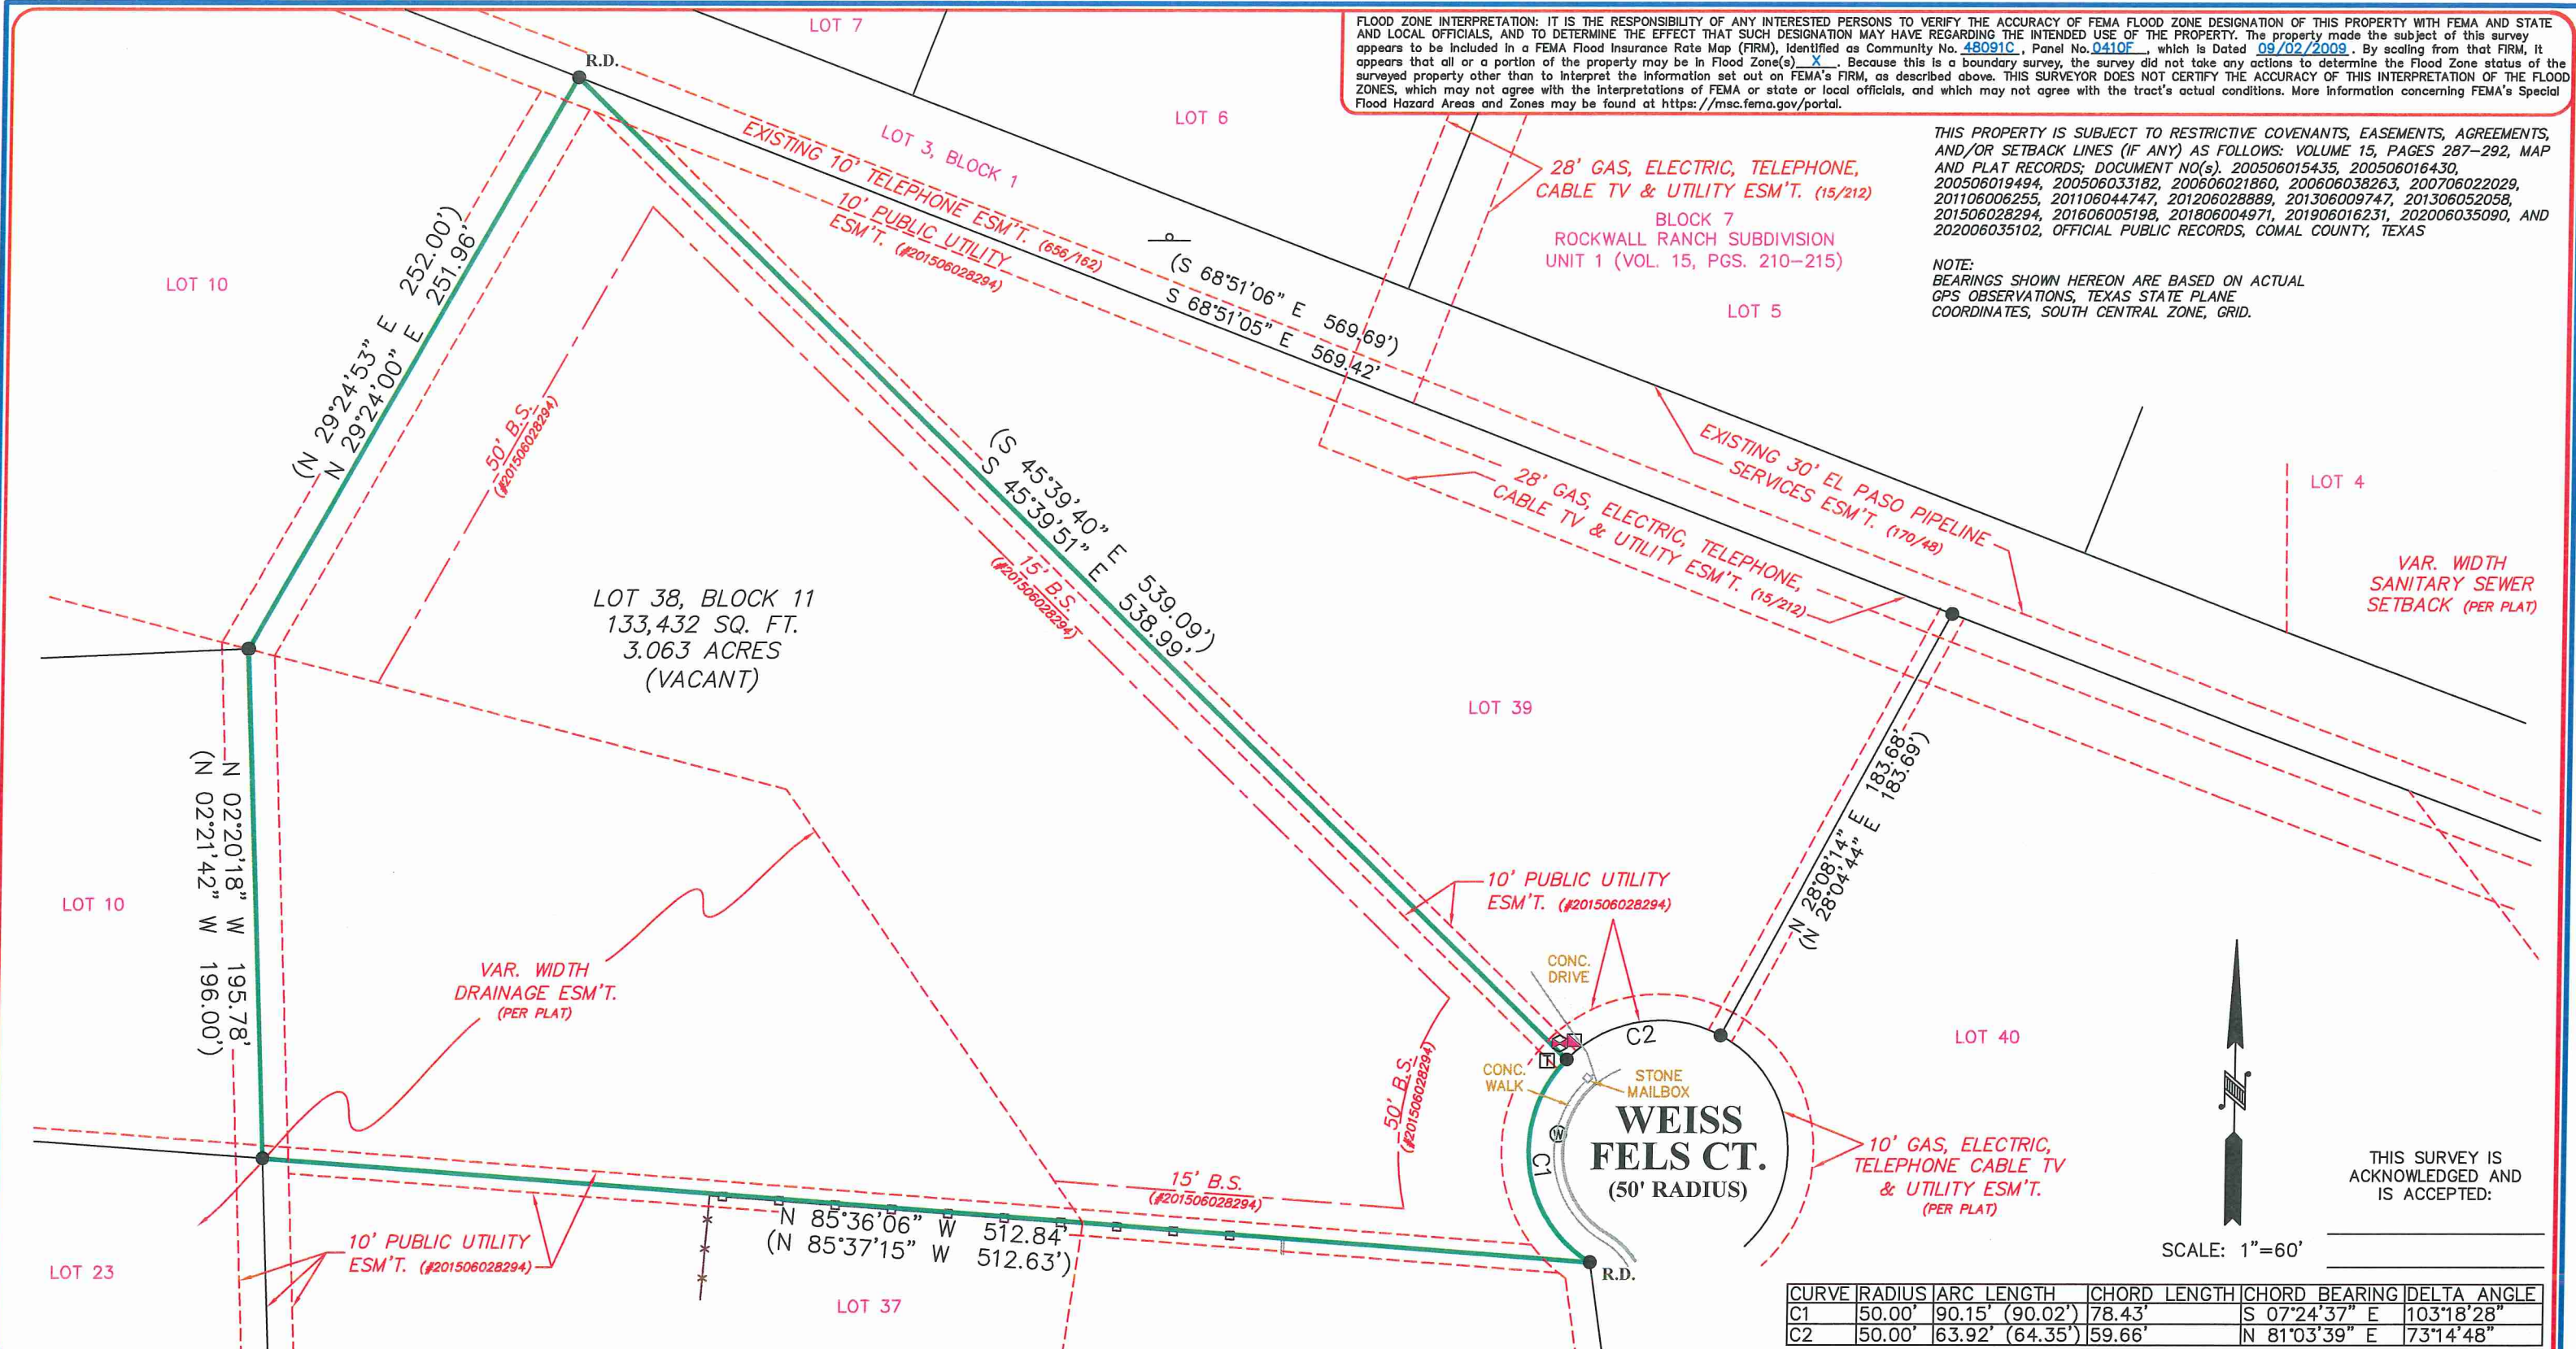 FLOOD ZONE INTERPRETATION: IT IS THE RESPONSIBILITY OF ANY INTERESTED PERSONS TO VERIFY THE ACCURACY OF FEMA FLOOD ZONE DESIGNATION OF THIS PROPERTY WITH FEMA AND STATE
AND LOCAL OFFICIALS, AND TO DETERMINE THE EFFECT THAT SUCH DESIGNATION MAY HAVE REGARDING THE INTENDED USE OF THE PROPERTY. The property made the subject of this survey
appears to be included in a FEMA Flood Insurance Rate Map (FIRM), identified as Community No. 48091C, Panel No. 0410F, which is Dated 09/02/2009. By scaling from that FIRM, it
appears that all or a portion of the property may be in Flood Zone(s) X. Because this is a boundary survey, the survey did not take any actions to determine the Flood Zone status of the
surveyed property other than to interpret the information set out on FEMA's FIRM, as described above. THIS SURVEYOR DOES NOT CERTIFY THE ACCURACY OF THIS INTERPRETATION OF THE FLOOD
ZONES, which may not agree with the interpretations of FEMA or state or local officials, and which may not agree with the tract's actual conditions. More information concerning FEMA's Special
Flood Hazard Areas and Zones may be found at https://msc.fema.gov/portal.
THIS PROPERTY IS SUBJECT TO RESTRICTIVE COVENANTS, EASEMENTS, AGREEMENTS,
AND/OR SETBACK LINES (IF ANY) AS FOLLOWS: VOLUME 15, PAGES 287-292, MAP
AND PLAT RECORDS; DOCUMENT NO(s). 200506015435, 200506016430,
200506019494, 200506033182, 200606021860, 200606038263, 200706022029,
201106006255, 201106044747, 201206028889, 201306009747, 201306052058,
201506028294, 201606005198, 201806004971, 201906016231, 202006035090, AND
202006035102, OFFICIAL PUBLIC RECORDS, COMAL COUNTY, TEXAS
NOTE:
BEARINGS SHOWN HEREON ARE BASED ON ACTUAL
GPS OBSERVATIONS, TEXAS STATE PLANE
COORDINATES, SOUTH CENTRAL ZONE, GRID.
LOT 7
R.D.
LOT 6
LOT 3, BLOCK 1
EXISTING 10' TELEPHONE ESM'T. (656/162)
10' PUBLIC UTILITY
ESM'T. (#201506028294)
28' GAS, ELECTRIC, TELEPHONE,
CABLE TV & UTILITY ESM'T. (15/212)
BLOCK 7
ROCKWALL RANCH SUBDIVISION
UNIT 1 (VOL. 15, PGS. 210-215)
LOT 5
(S 68°51'06" E 569.69')
S 68°51'05" E 569.42'
LOT 10
(N 29°24'53" E 252.00')
N 29°24'00" E 251.96'
50' B.S.
(#201506028294)
(S 45°39'40" E 539.09')
S 45°39'51" E 538.99'
15' B.S.
(#201506028294)
EXISTING 30' EL PASO PIPELINE
SERVICES ESM'T. (170/48)
28' GAS, ELECTRIC, TELEPHONE,
CABLE TV & UTILITY ESM'T. (15/212)
LOT 4
VAR. WIDTH
SANITARY SEWER
SETBACK (PER PLAT)
LOT 38, BLOCK 11
133,432 SQ. FT.
3.063 ACRES
(VACANT)
LOT 39
N 28°08'14" E 183.68'
(N 28°04'44" E 183.69')
N 02°20'18" W 195.78'
(N 02°21'42" W 196.00')
LOT 10
VAR. WIDTH
DRAINAGE ESM'T.
(PER PLAT)
10' PUBLIC UTILITY
ESM'T. (#201506028294)
CONC.
DRIVE
C2
CONC.
WALK
STONE
MAILBOX
T
W
C1
WEISS
FELS CT.
(50' RADIUS)
LOT 40
50' B.S.
(#201506028294)
10' GAS, ELECTRIC,
TELEPHONE CABLE TV
& UTILITY ESM'T.
(PER PLAT)
15' B.S.
(#201506028294)
N 85°36'06" W 512.84'
(N 85°37'15" W 512.63')
10' PUBLIC UTILITY
ESM'T. (#201506028294)
LOT 23
LOT 37
R.D.
N
THIS SURVEY IS
ACKNOWLEDGED AND
IS ACCEPTED:
SCALE: 1"=60'
CURVE RADIUS ARC LENGTH CHORD LENGTH CHORD BEARING DELTA ANGLE
C1 50.00' 90.15' (90.02') 78.43' S 07°24'37" E 103°18'28"
C2 50.00' 63.92' (64.35') 59.66' N 81°03'39" E 73°14'48"